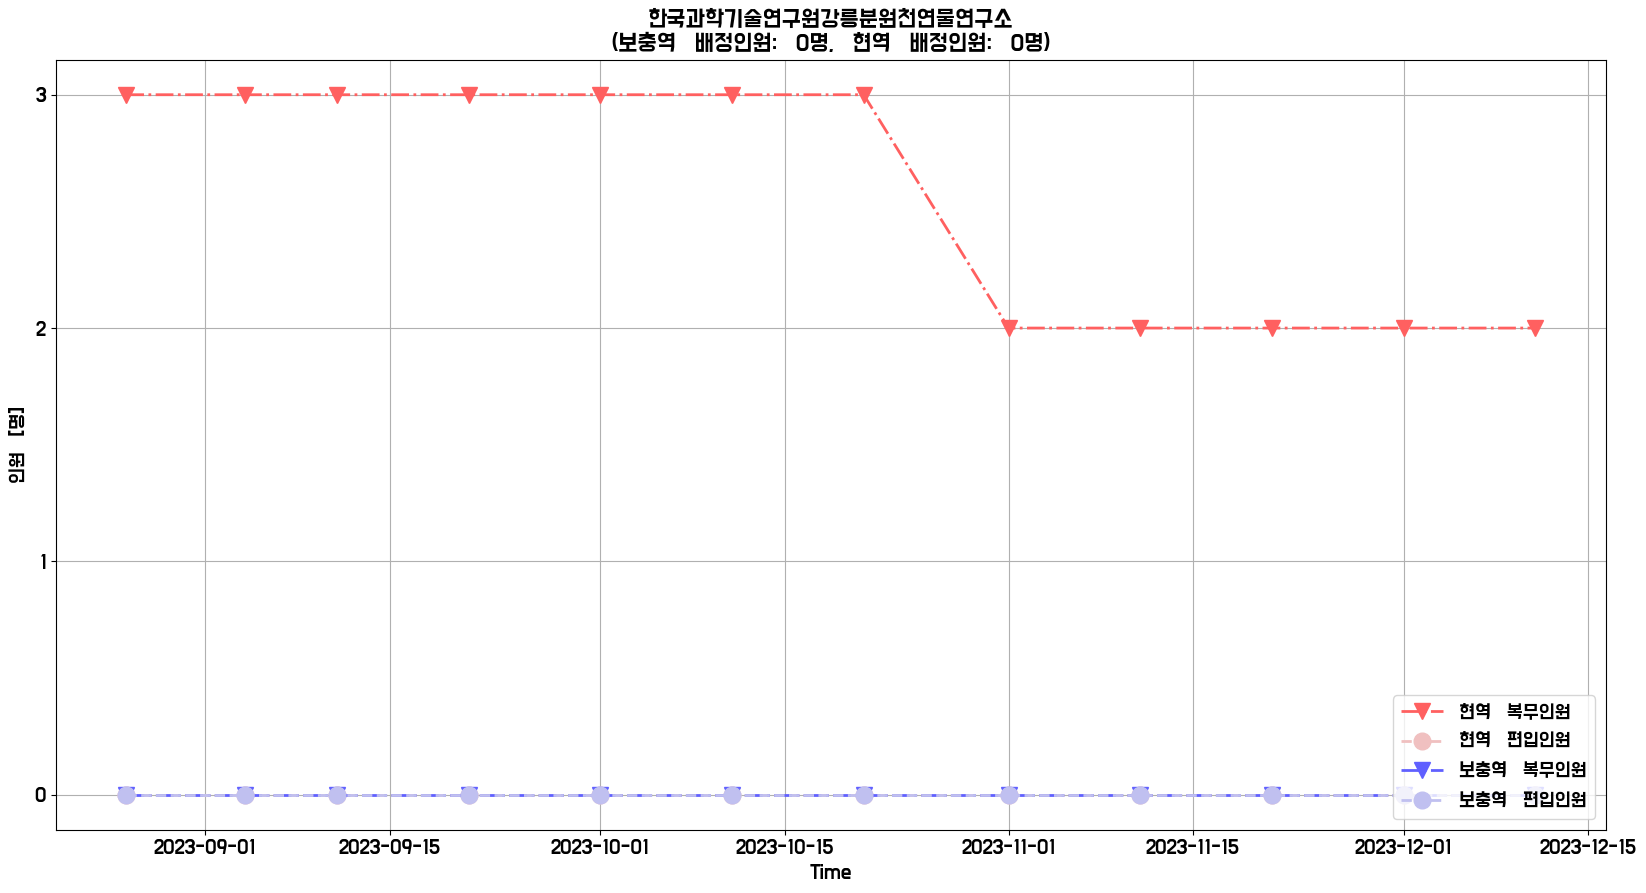 한국과학기술연구원강릉분원천연물연구소
(보충역 배정인원: 0명, 현역 배정인원: 0명)
3
2
1
0
인원 [명]
현역 복무인원
현역 편입인원
보충역 복무인원
보충역 편입인원
2023-09-01 2023-09-15 2023-10-01 2023-10-15 2023-11-01 2023-11-15 2023-12-01 2023-12-15
Time